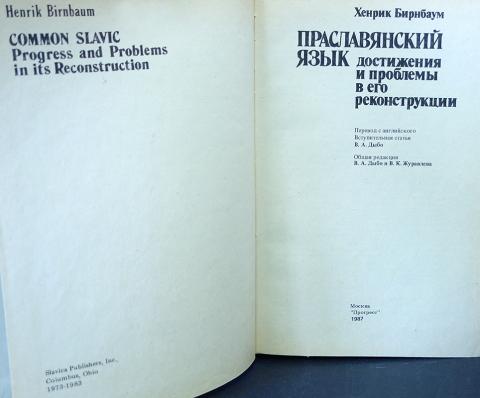 Henrik Birnbaum
COMMON SLAVIC
Progress and Problems
in its Reconstruction
Slavica Publishers, Inc.,
Columbus, Ohio
1975-1983
Хенрик Бирнбаум
ПРАСЛАВЯНСКИЙ
ЯЗЫК достижения
и проблемы
в его
реконструкции
Перевод с английского
Вступительная статья
В. А. Дыбо
Общая редакция
В. А. Дыбо и В. К. Журавлева
Москва
"Прогресс"
1987